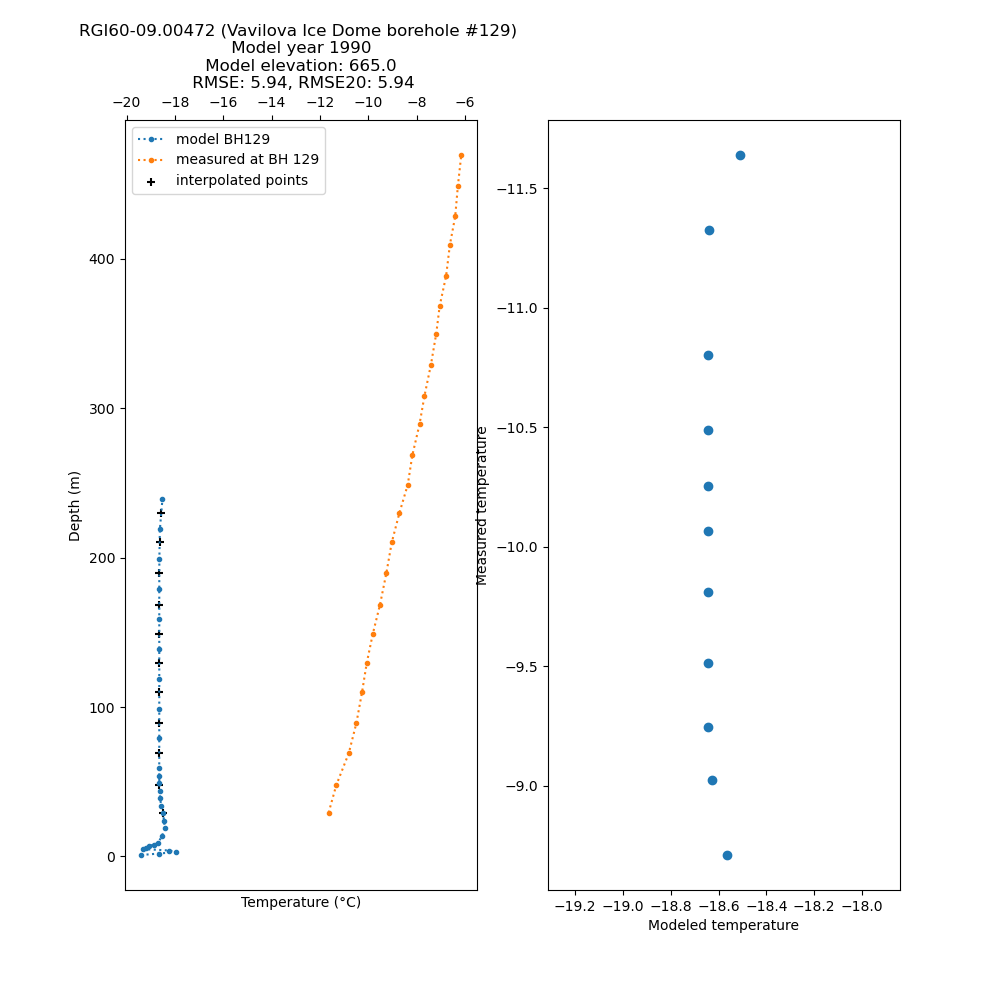 RGI60-09.00472 (Vavilova Ice Dome borehole #129)
Model year 1990
Model elevation: 665.0
RMSE: 5.94, RMSE20: 5.94
−20 −18 −16 −14 −12 −10 −8 −6
model BH129
measured at BH 129
interpolated points
400
300
200
100
0
Depth (m)
Temperature (°C)
−11.5
−11.0
−10.5
−10.0
−9.5
−9.0
Measured temperature
−19.2 −19.0 −18.8 −18.6 −18.4 −18.2 −18.0
Modeled temperature